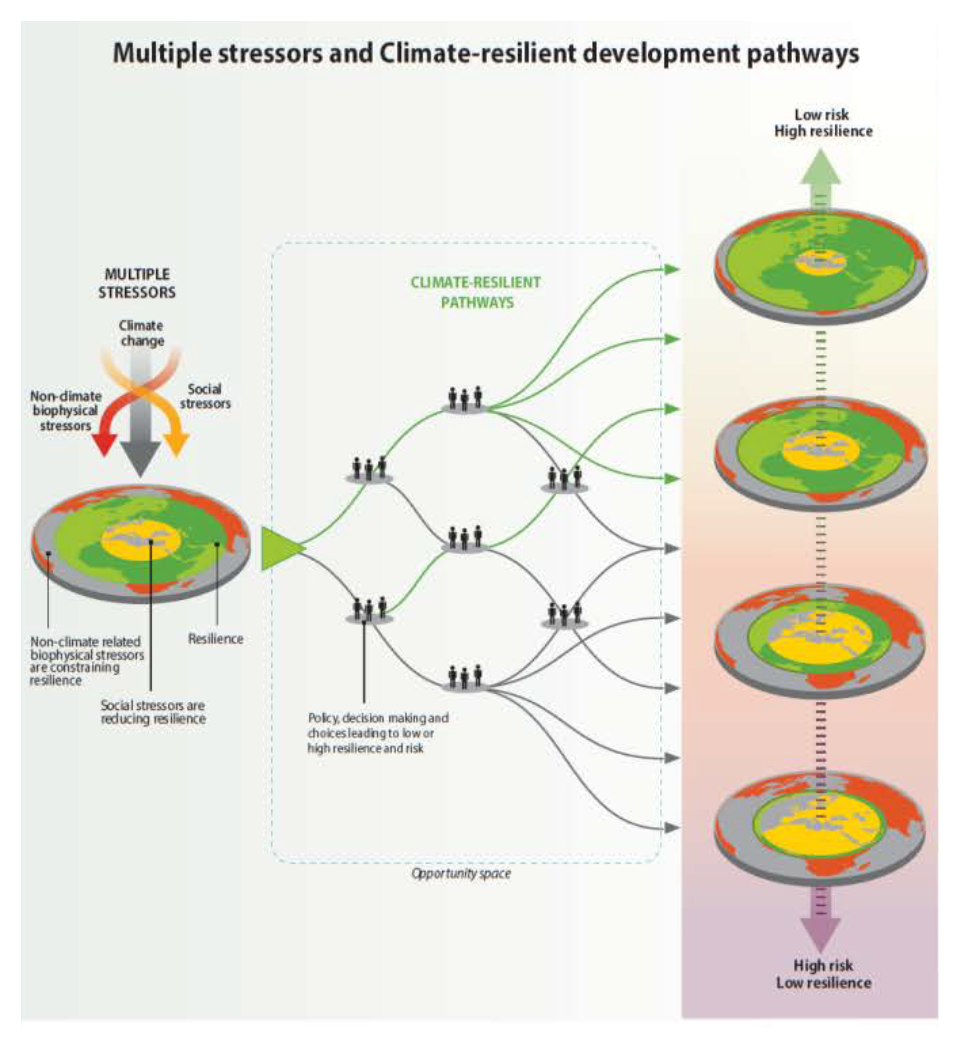 Multiple stressors and Climate-resilient development pathways
Low risk
High resilience
MULTIPLE
STRESSORS
Climate
change
Non-climate
biophysical
stressors
Social
stressors
CLIMATE-RESILIENT
PATHWAYS
Non-climate related
biophysical stressors
are constraining
resilience
Resilience
Social stressors are
reducing resilience
Policy, decision making and
choices leading to low or
high resilience and risk
Opportunity space
High risk
Low resilience